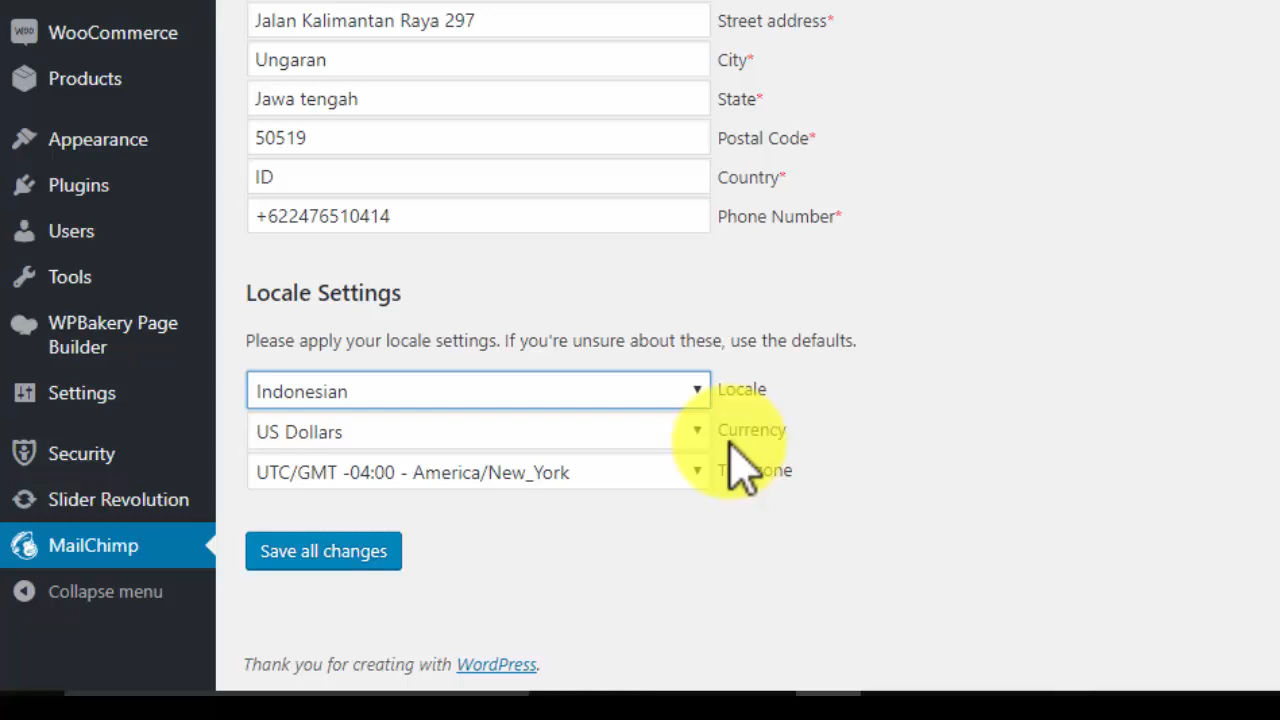 WooCommerce
Products
Appearance
Plugins
Users
Tools
WPBakery Page
Builder
Settings
Security
Slider Revolution
MailChimp
Collapse menu
Jalan Kalimantan Raya 297 Street address*
Ungaran City*
Jawa tengah State*
50519 Postal Code*
ID Country*
+622476510414 Phone Number*
Locale Settings
Please apply your locale settings. If you're unsure about these, use the defaults.
Indonesian Locale
US Dollars Currency
UTC/GMT -04:00 - America/New_York
Save all changes
Thank you for creating with WordPress.